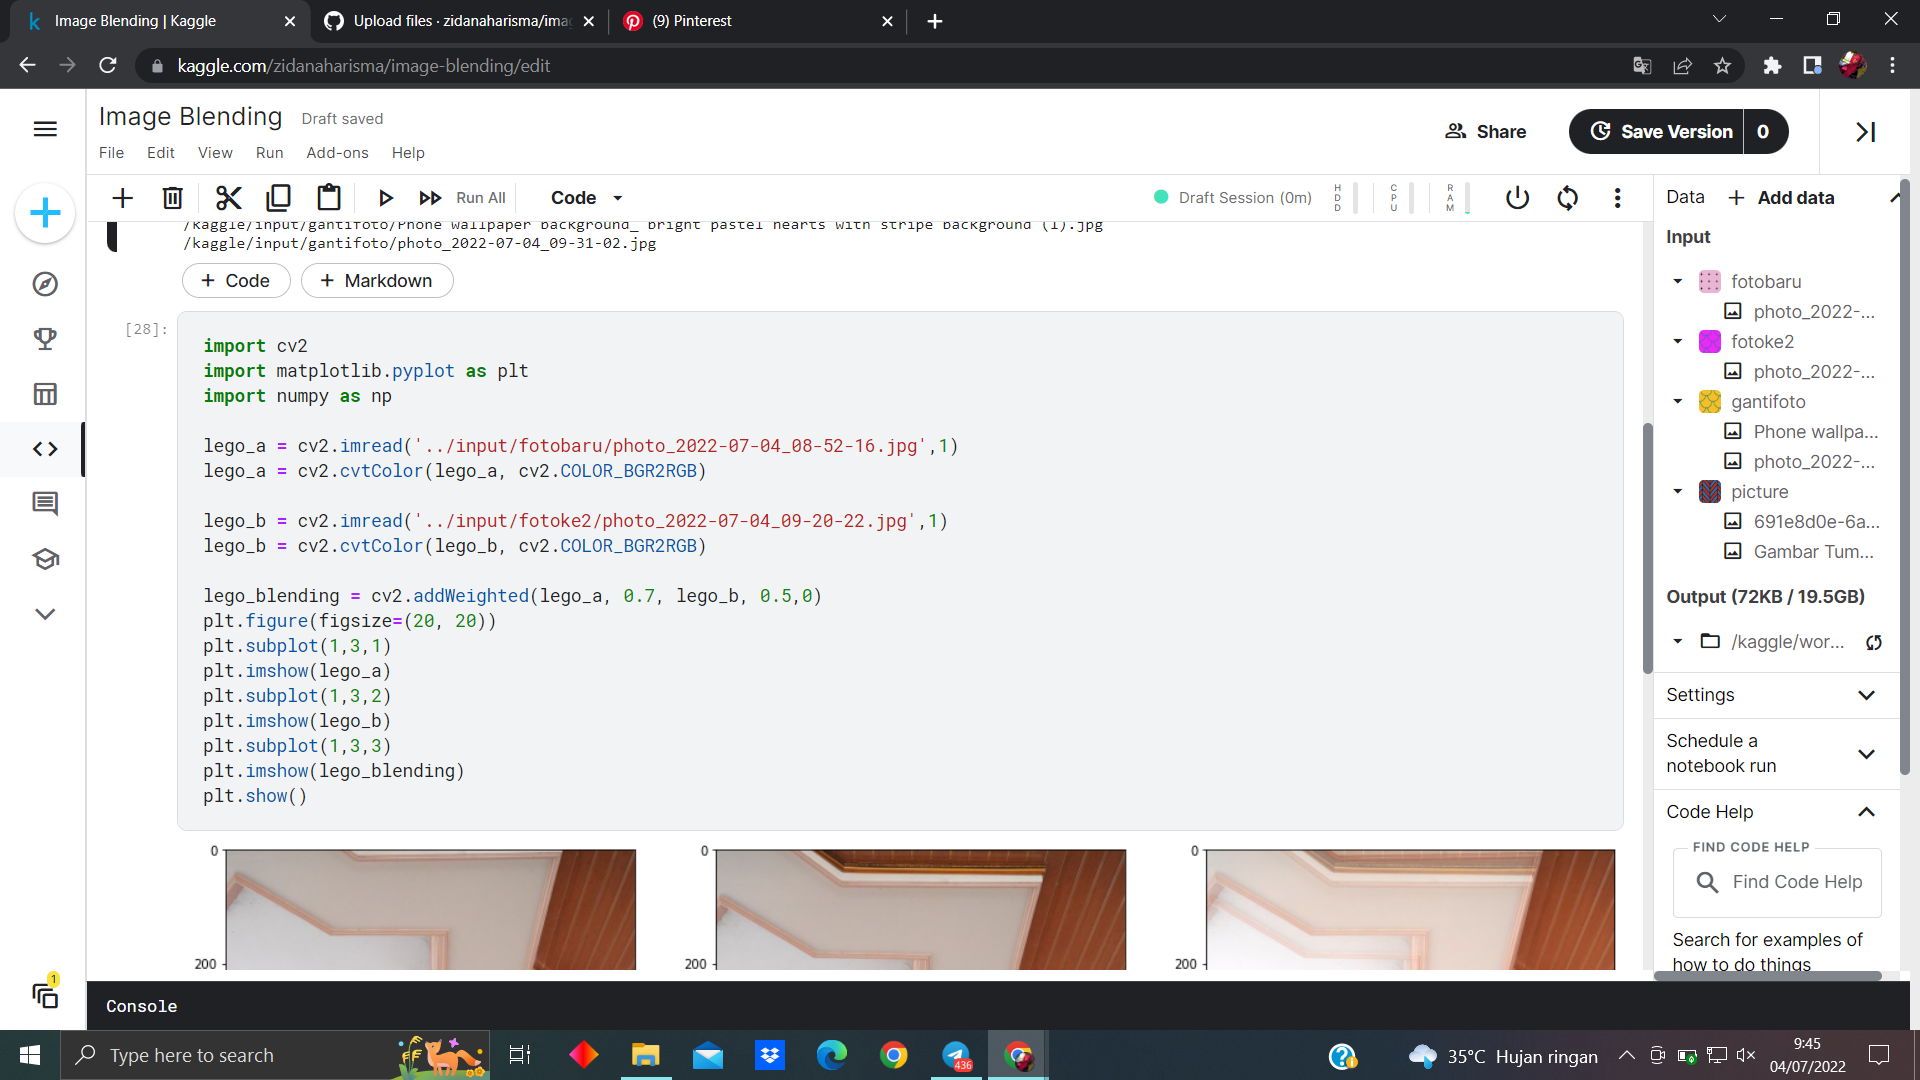 Image Blending | Kaggle
Upload files · zidanaharisma/ima
(9) Pinterest
kaggle.com/zidanaharisma/image-blending/edit
Image Blending
Draft saved
File Edit View Run Add-ons Help
Share
Save Version 0
Run All
Code
Draft Session (0m)
HDD
CPU
RAM
/kaggle/input/gantifoto/Phone wallpaper background_ bright pastel hearts with stripe background (1).jpg
/kaggle/input/gantifoto/photo_2022-07-04_09-31-02.jpg
+ Code
+ Markdown
[28]:
import cv2
import matplotlib.pyplot as plt
import numpy as np
lego_a = cv2.imread('../input/fotobaru/photo_2022-07-04_08-52-16.jpg',1)
lego_a = cv2.cvtColor(lego_a, cv2.COLOR_BGR2RGB)
lego_b = cv2.imread('../input/fotoke2/photo_2022-07-04_09-20-22.jpg',1)
lego_b = cv2.cvtColor(lego_b, cv2.COLOR_BGR2RGB)
lego_blending = cv2.addWeighted(lego_a, 0.7, lego_b, 0.5,0)
plt.figure(figsize=(20, 20))
plt.subplot(1,3,1)
plt.imshow(lego_a)
plt.subplot(1,3,2)
plt.imshow(lego_b)
plt.subplot(1,3,3)
plt.imshow(lego_blending)
plt.show()
0
200
0
200
0
200
Data
+ Add data
Input
fotobaru
photo_2022-...
fotoke2
photo_2022-...
gantifoto
Phone wallpa...
photo_2022-...
picture
691e8d0e-6a...
Gambar Tum...
Output (72KB / 19.5GB)
/kaggle/wor...
Settings
Schedule a
notebook run
Code Help
FIND CODE HELP
Find Code Help
Search for examples of
how to do things
1
Console
Type here to search
436
35°C Hujan ringan
9:45
04/07/2022